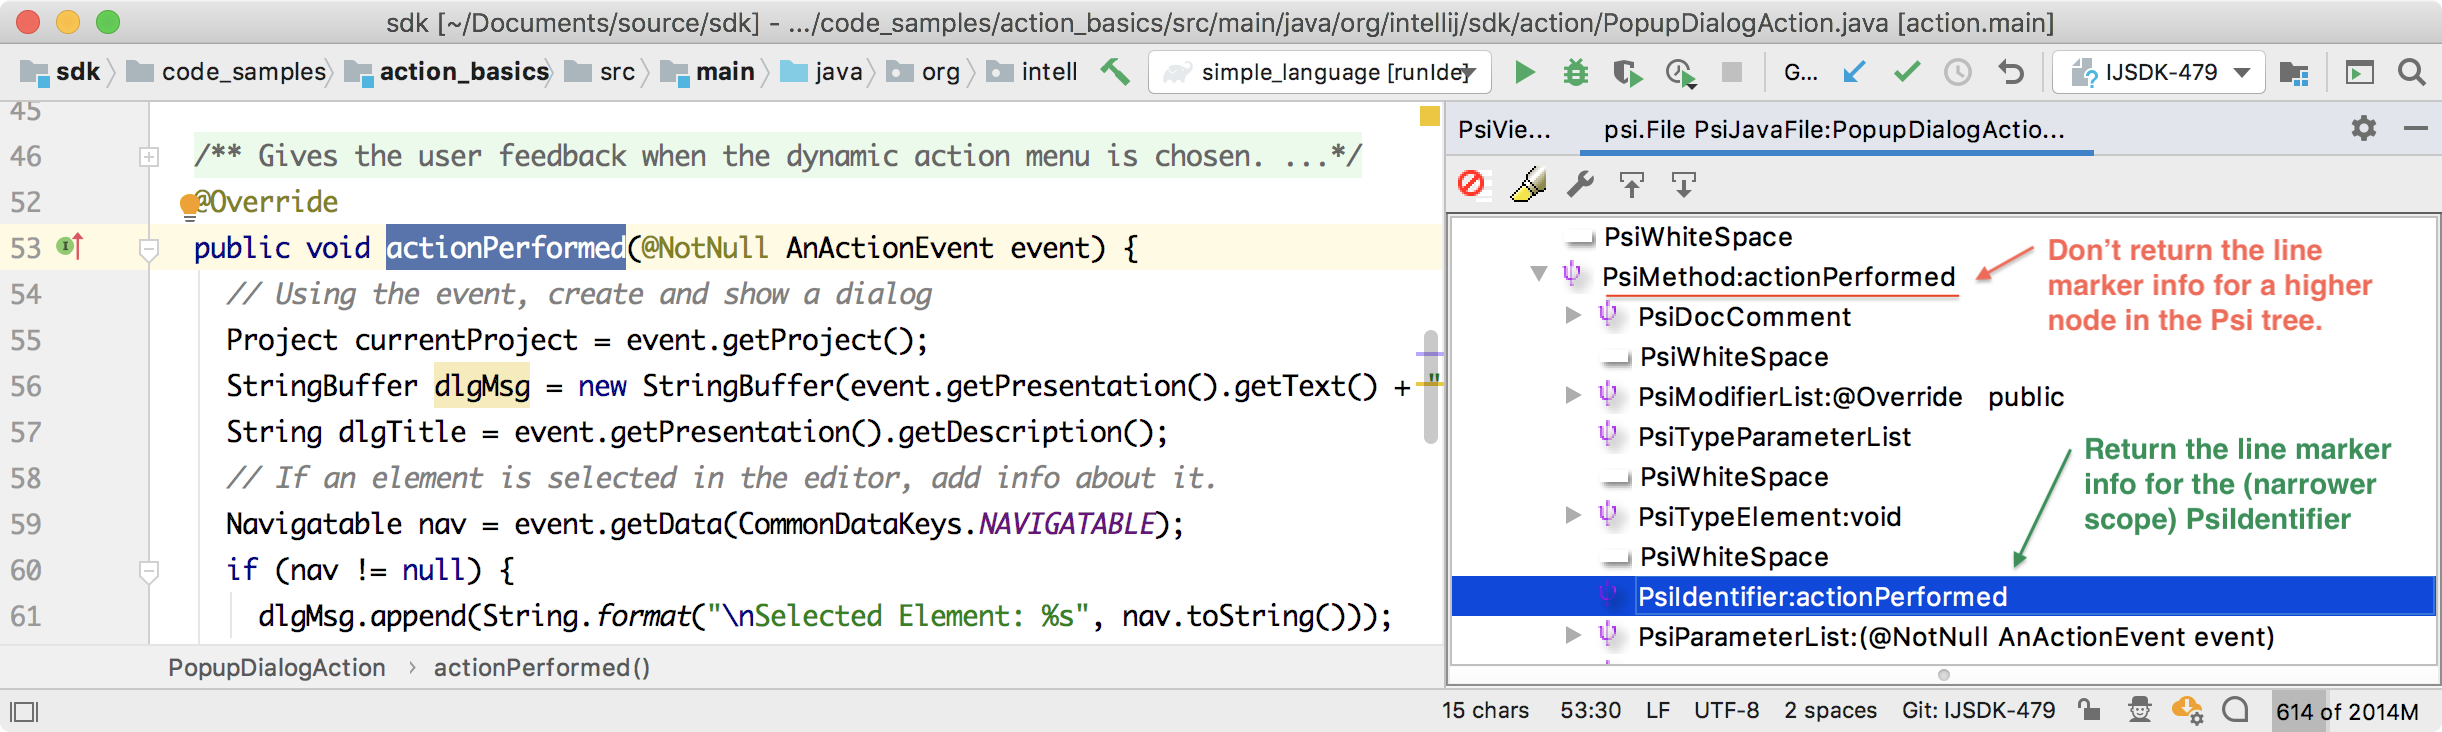 sdk [~/Documents/source/sdk] - .../code_samples/action_basics/src/main/java/org/intellij/sdk/action/PopupDialogAction.java [action.main]
sdk code_samples action_basics src main java org intell simple_language [runIde] G... IJSDK-479
45
46 /** Gives the user feedback when the dynamic action menu is chosen. ...*/
52 @Override
53 public void actionPerformed(@NotNull AnActionEvent event) {
54 // Using the event, create and show a dialog
55 Project currentProject = event.getProject();
56 StringBuffer dlgMsg = new StringBuffer(event.getPresentation().getText() + "
57 String dlgTitle = event.getPresentation().getDescription();
58 // If an element is selected in the editor, add info about it.
59 Navigatable nav = event.getData(CommonDataKeys.NAVIGATABLE);
60 if (nav != null) {
61 dlgMsg.append(String.format("\nSelected Element: %s", nav.toString()));
PopupDialogAction › actionPerformed()
PsiVie... psi.File PsiJavaFile:PopupDialogActio...
PsiWhiteSpace
PsiMethod:actionPerformed
PsiDocComment
PsiWhiteSpace
PsiModifierList:@Override public
PsiTypeParameterList
PsiWhiteSpace
PsiTypeElement:void
PsiWhiteSpace
PsiIdentifier:actionPerformed
PsiParameterList:(@NotNull AnActionEvent event)
Don't return the line
marker info for a higher
node in the Psi tree.
Return the line marker
info for the (narrower
scope) PsiIdentifier
15 chars 53:30 LF UTF-8 2 spaces Git: IJSDK-479 614 of 2014M